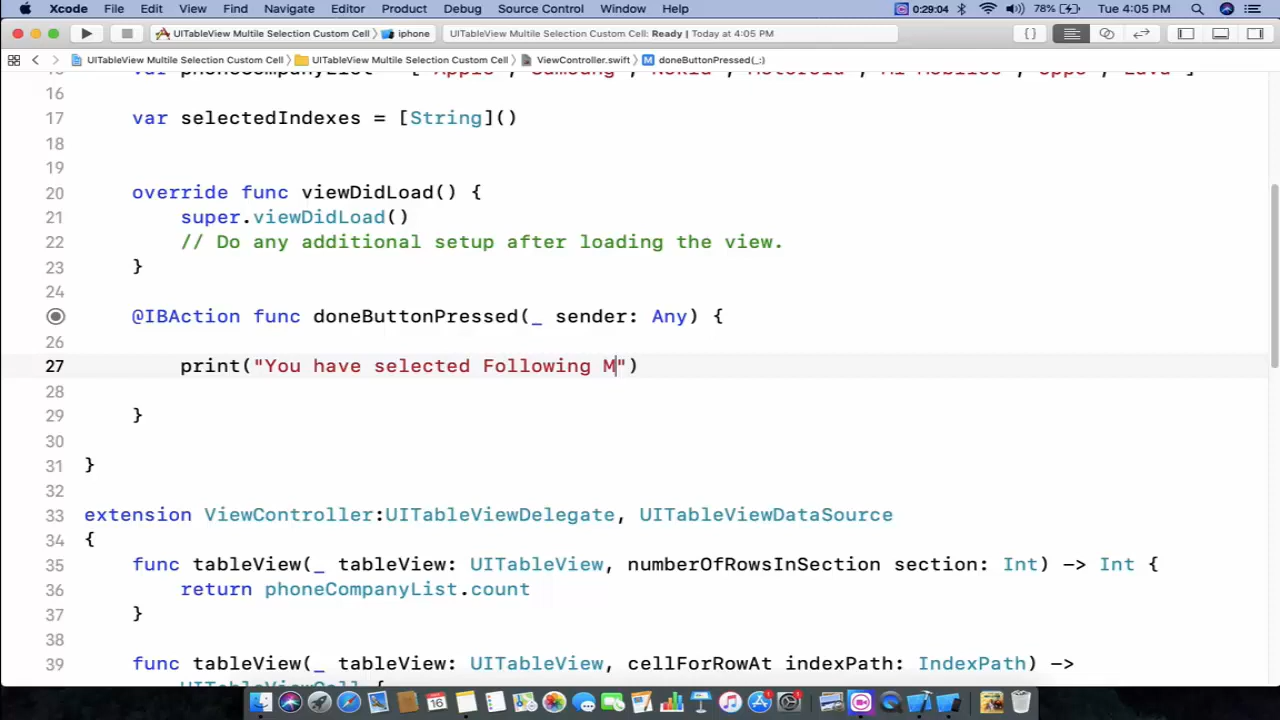 Xcode File Edit View Find Navigate Editor Product Debug Source Control Window Help 0:29:04 78% Tue 4:05 PM
UITableView Multile Selection Custom Cell iphone UITableView Multile Selection Custom Cell: Ready | Today at 4:05 PM {}
UITableView Multile Selection Custom Cell UITableView Multile Selection Custom Cell ViewController.swift M doneButtonPressed(_:)
16
17 var selectedIndexes = [String]()
18
19
20 override func viewDidLoad() {
21 super.viewDidLoad()
22 // Do any additional setup after loading the view.
23 }
24
@IBAction func doneButtonPressed(_ sender: Any) {
26
27 print("You have selected Following M")
28
29 }
30
31 }
32
33 extension ViewController:UITableViewDelegate, UITableViewDataSource
34 {
35 func tableView(_ tableView: UITableView, numberOfRowsInSection section: Int) -> Int {
36 return phoneCompanyList.count
37 }
38
39 func tableView(_ tableView: UITableView, cellForRowAt indexPath: IndexPath) ->